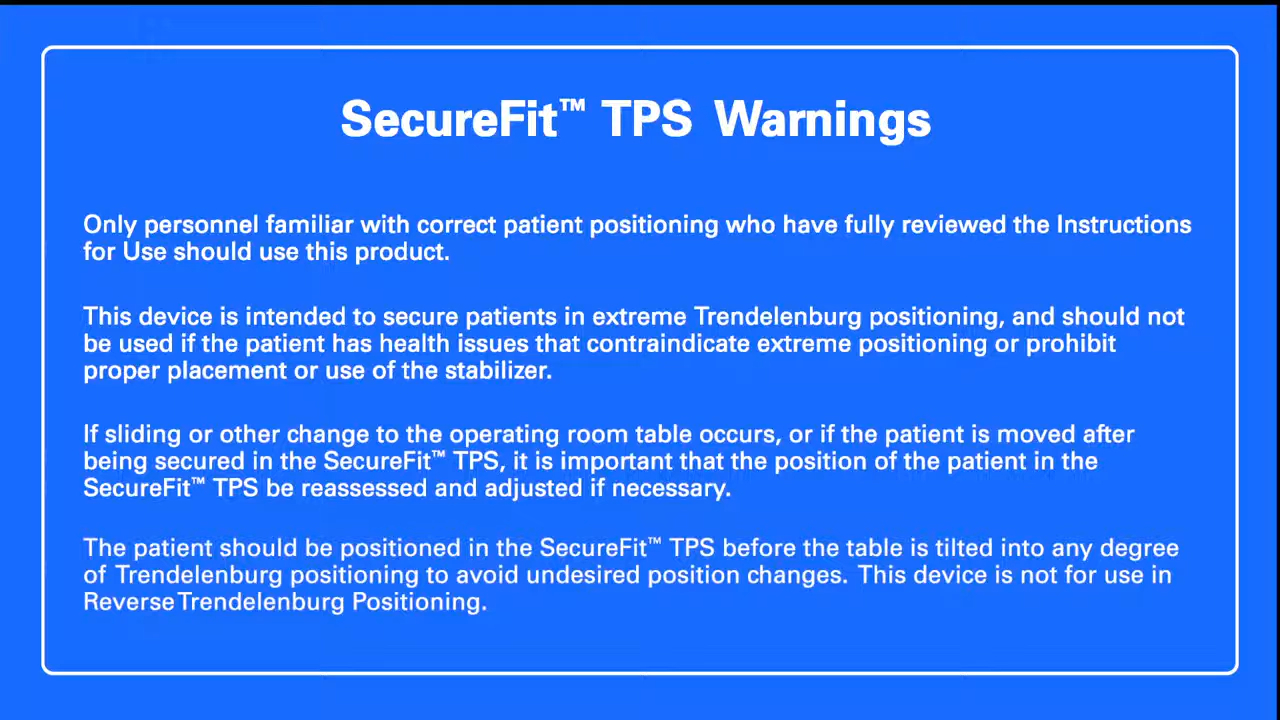 SecureFit™ TPS Warnings
Only personnel familiar with correct patient positioning who have fully reviewed the Instructions
for Use should use this product.
This device is intended to secure patients in extreme Trendelenburg positioning, and should not
be used if the patient has health issues that contraindicate extreme positioning or prohibit
proper placement or use of the stabilizer.
If sliding or other change to the operating room table occurs, or if the patient is moved after
being secured in the SecureFit™ TPS, it is important that the position of the patient in the
SecureFit™ TPS be reassessed and adjusted if necessary.
The patient should be positioned in the SecureFit™ TPS before the table is tilted into any degree
of Trendelenburg positioning to avoid undesired position changes. This device is not for use in
Reverse Trendelenburg Positioning.